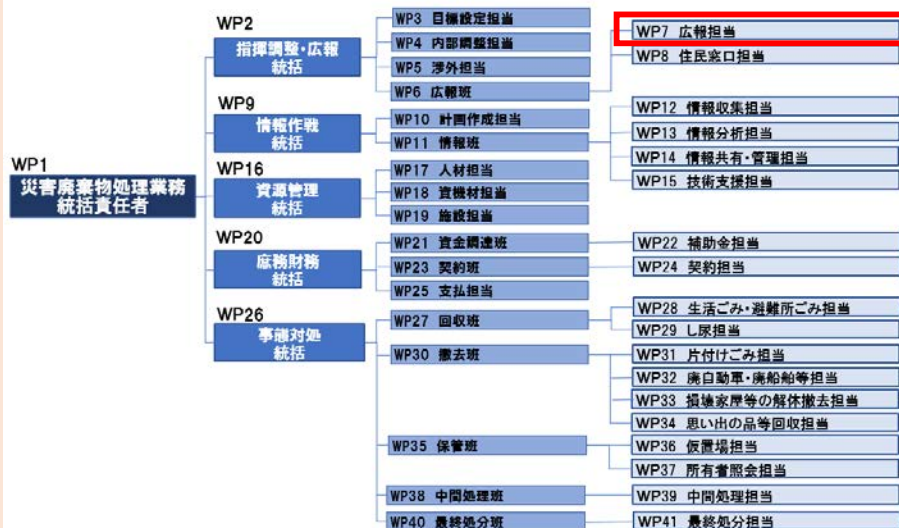 WP1
災害廃棄物処理業務
統括責任者
WP2
指揮調整・広報
統括
WP3 目標設定担当
WP4 内部調整担当
WP5 渉外担当
WP6 広報班
WP7 広報担当
WP8 住民窓口担当
WP9
情報作戦
統括
WP10 計画作成担当
WP11 情報班
WP12 情報収集担当
WP13 情報分析担当
WP14 情報共有・管理担当
WP15 技術支援担当
WP16
資源管理
統括
WP17 人材担当
WP18 資機材担当
WP19 施設担当
WP20
庶務財務
統括
WP21 資金調達班
WP22 補助金担当
WP23 契約班
WP24 契約担当
WP25 支払担当
WP26
事態対処
統括
WP27 回収班
WP28 生活ごみ・避難所ごみ担当
WP29 し尿担当
WP30 撤去班
WP31 片付けごみ担当
WP32 廃自動車・廃船舶等担当
WP33 損壊家屋等の解体撤去担当
WP34 思い出の品等回収担当
WP35 保管班
WP36 仮置場担当
WP37 所有者照会担当
WP38 中間処理班
WP39 中間処理担当
WP40 最終処分班
WP41 最終処分担当